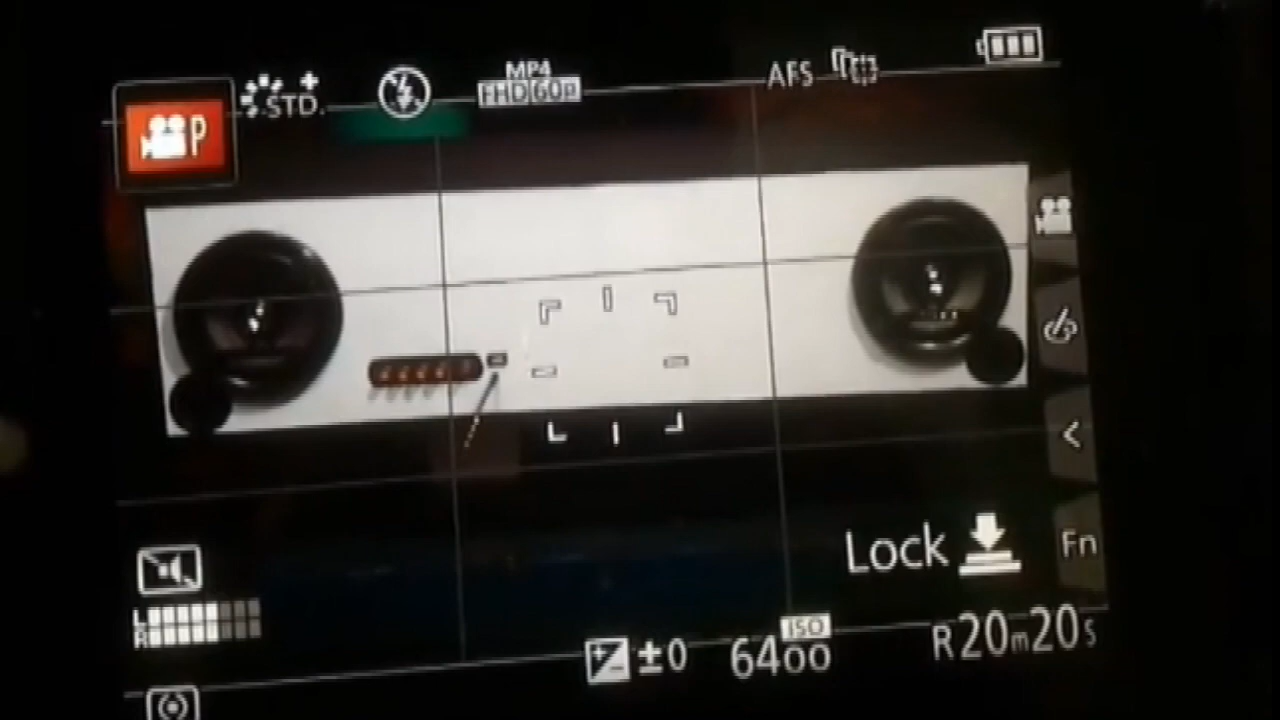 P
STD.
MP4
FHD 60p
AFS
Lock
Fn
L
R
±0
ISO
6400
R20m20s